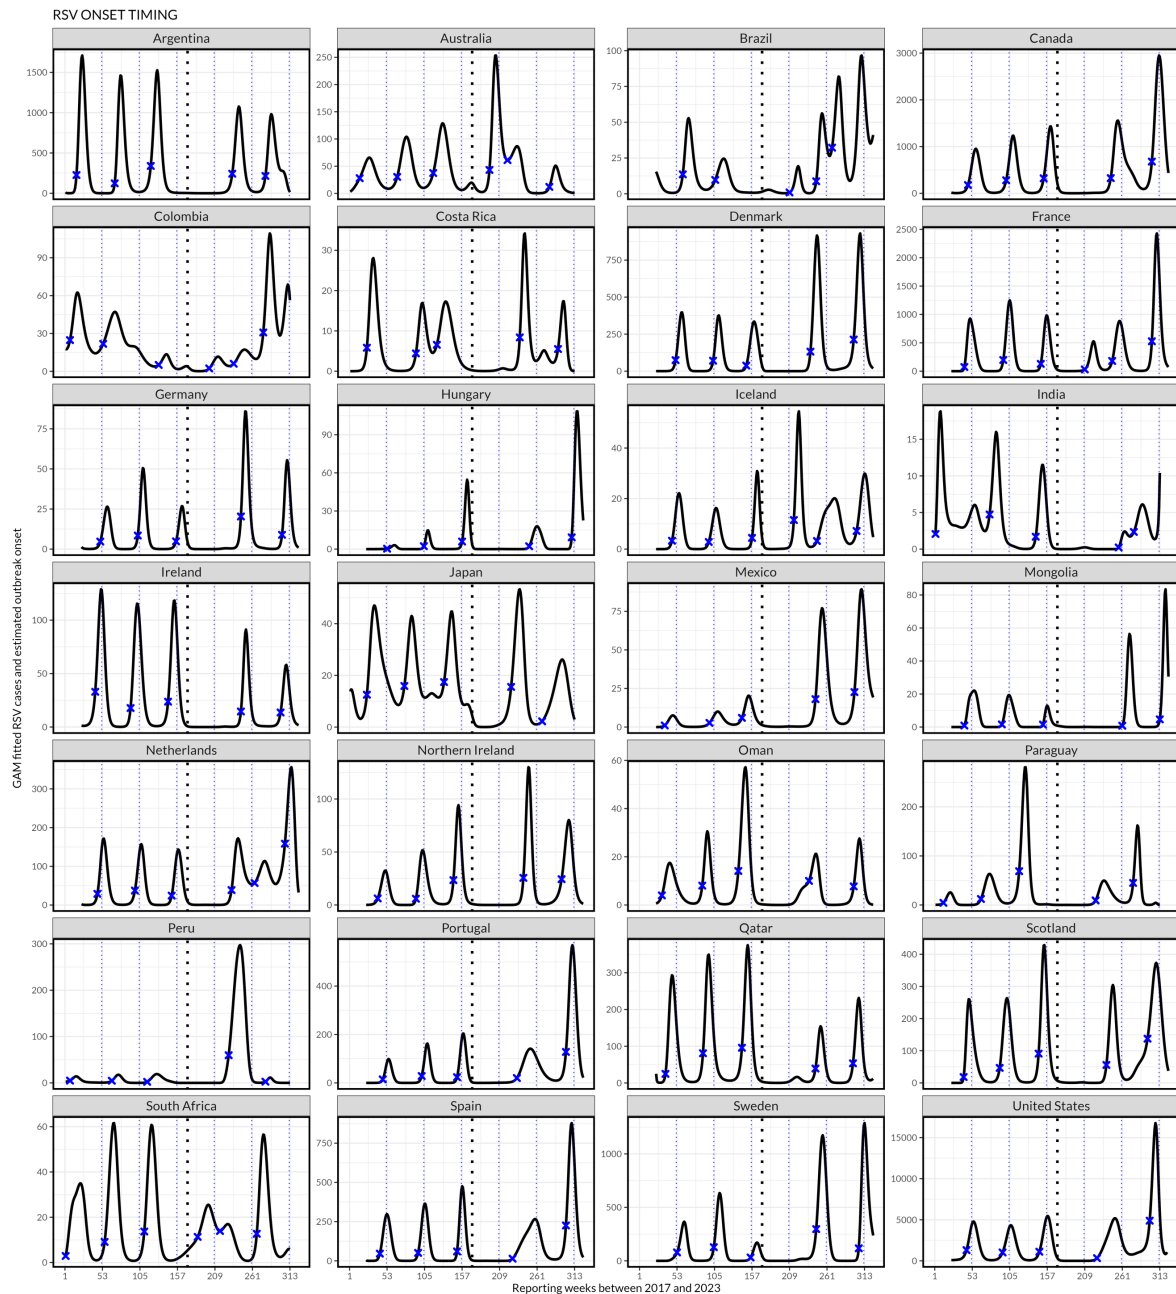 RSV ONSET TIMING
Argentina Australia Brazil Canada
1500 1000 500 0
250 200 150 100 50 0
100 75 50 25 0
3000 2000 1000 0
Colombia Costa Rica Denmark France
90 60 30 0
30 20 10 0
750 500 250 0
2500 2000 1500 1000 500 0
Germany Hungary Iceland India
75 50 25 0
90 60 30 0
40 20 0
15 10 5 0
Ireland Japan Mexico Mongolia
100 50 0
40 20 0
75 50 25 0
80 60 40 20 0
Netherlands Northern Ireland Oman Paraguay
300 200 100 0
100 50 0
60 40 20 0
200 100 0
Peru Portugal Qatar Scotland
300 200 100 0
400 200 0
300 200 100 0
400 300 200 100 0
South Africa Spain Sweden United States
60 40 20 0
750 500 250 0
1000 500 0
15000 10000 5000 0
1 53 105 157 209 261 313
1 53 105 157 209 261 313
1 53 105 157 209 261 313
1 53 105 157 209 261 313
GAM fitted RSV cases and estimated outbreak onset
Reporting weeks between 2017 and 2023